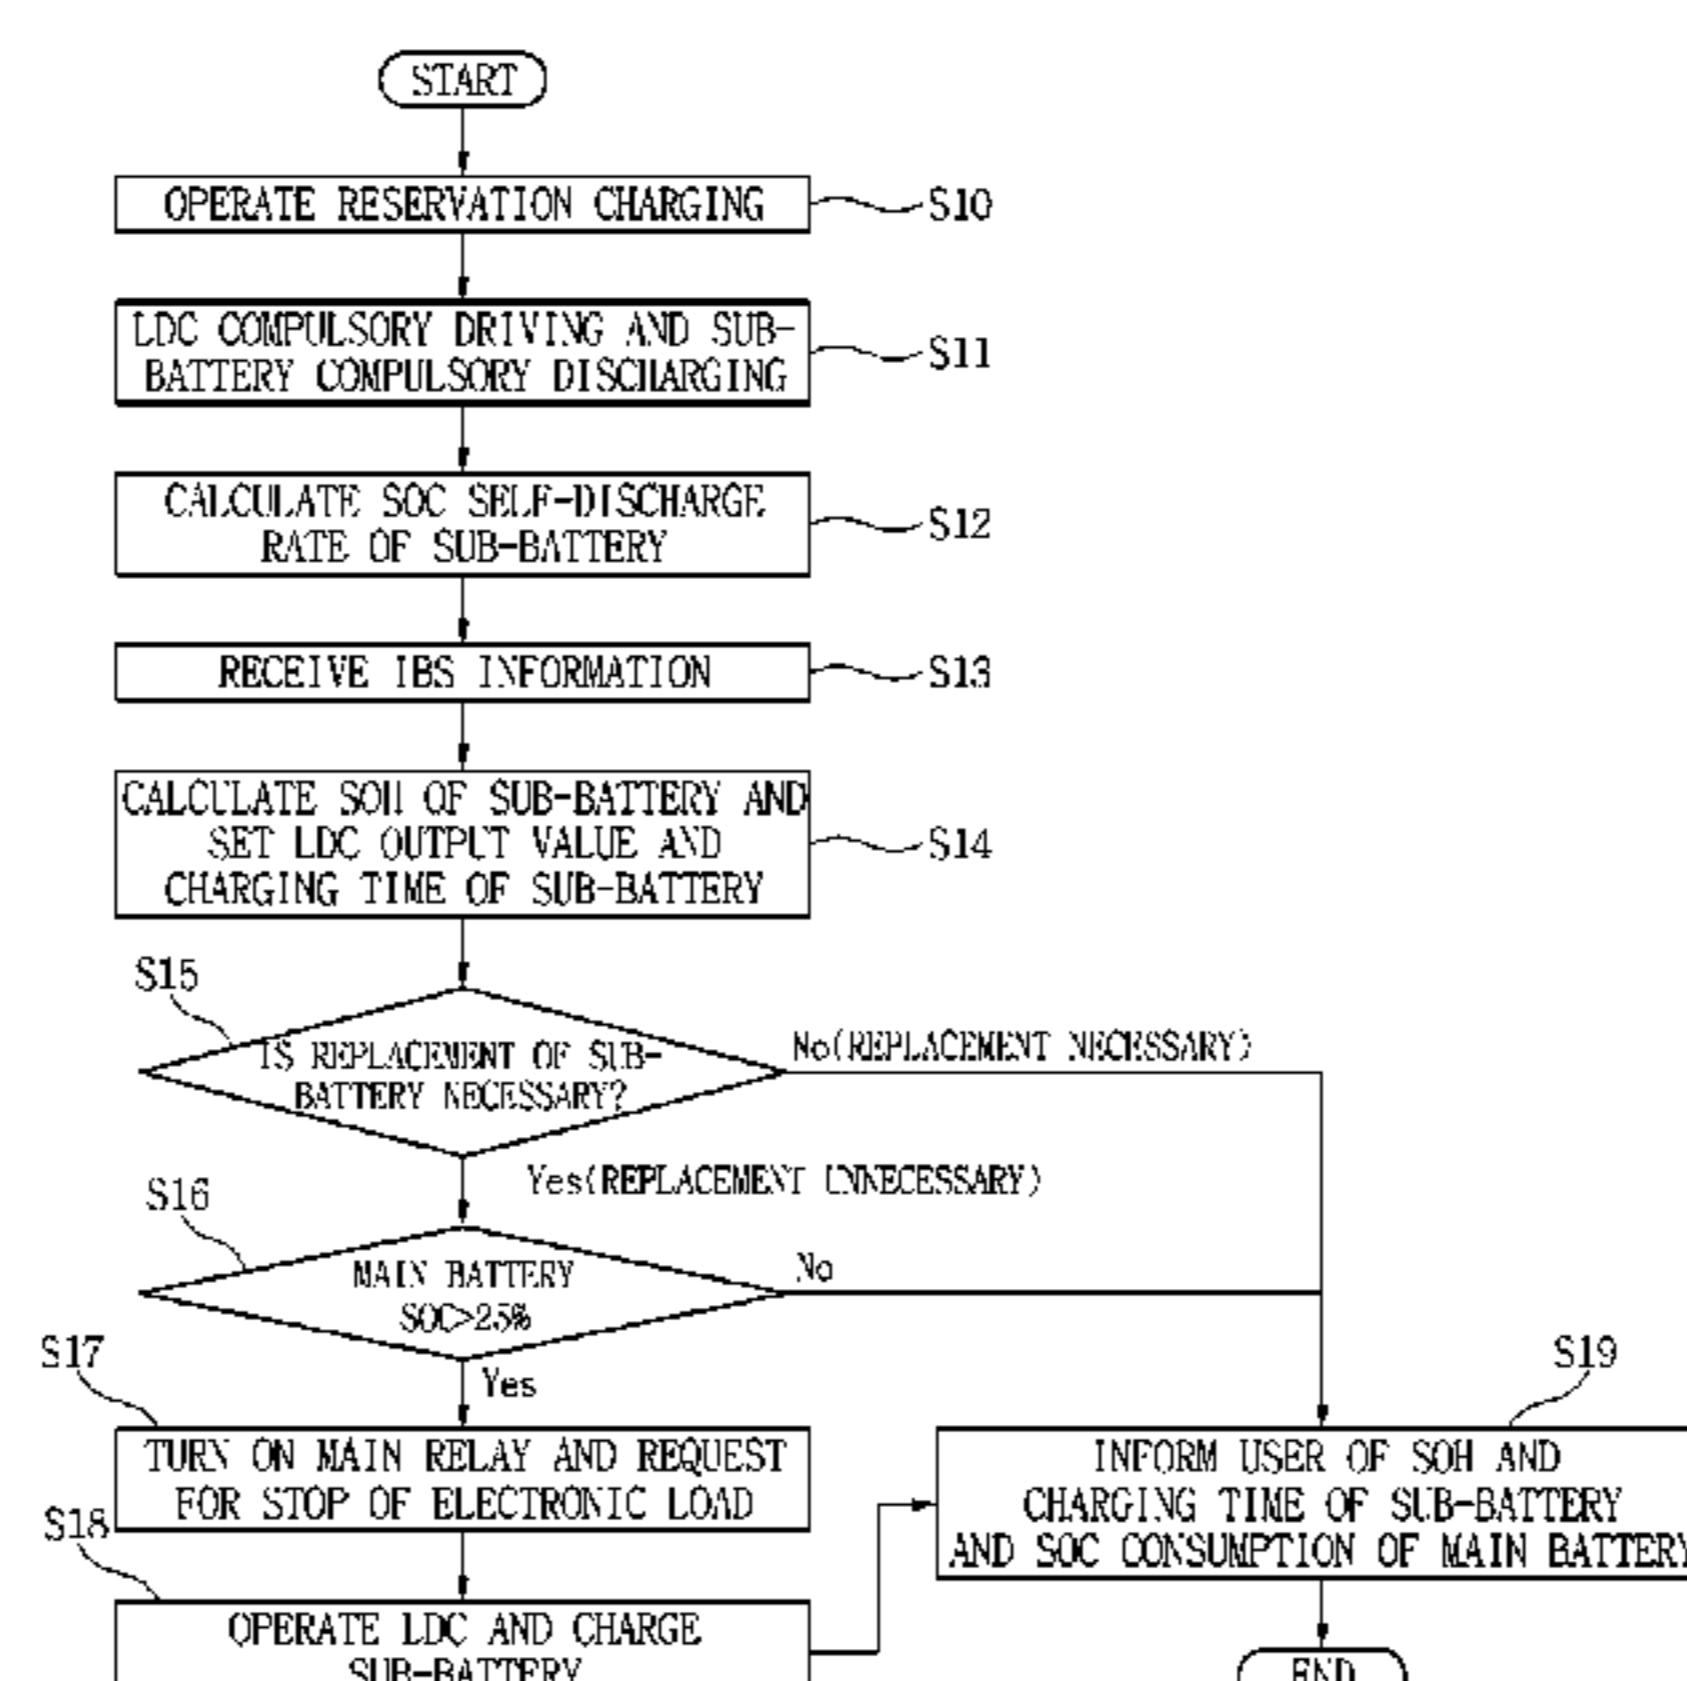 START
OPERATE RESERVATION CHARGING
S10
LDC COMPULSORY DRIVING AND SUB-
BATTERY COMPULSORY DISCHARGING
S11
CALCULATE SOC SELF-DISCHARGE
RATE OF SUB-BATTERY
S12
RECEIVE IBS INFORMATION
S13
CALCULATE SOH OF SUB-BATTERY AND
SET LDC OUTPUT VALUE AND
CHARGING TIME OF SUB-BATTERY
S14
S15
IS REPLACEMENT OF SUB-
BATTERY NECESSARY?
No(REPLACEMENT NECESSARY)
Yes(REPLACEMENT UNNECESSARY)
S16
MAIN BATTERY
SOC>25%
No
Yes
S17
TURN ON MAIN RELAY AND REQUEST
FOR STOP OF ELECTRONIC LOAD
S18
OPERATE LDC AND CHARGE
SUB-BATTERY
S19
INFORM USER OF SOH AND
CHARGING TIME OF SUB-BATTERY
AND SOC CONSUMPTION OF MAIN BATTERY
END